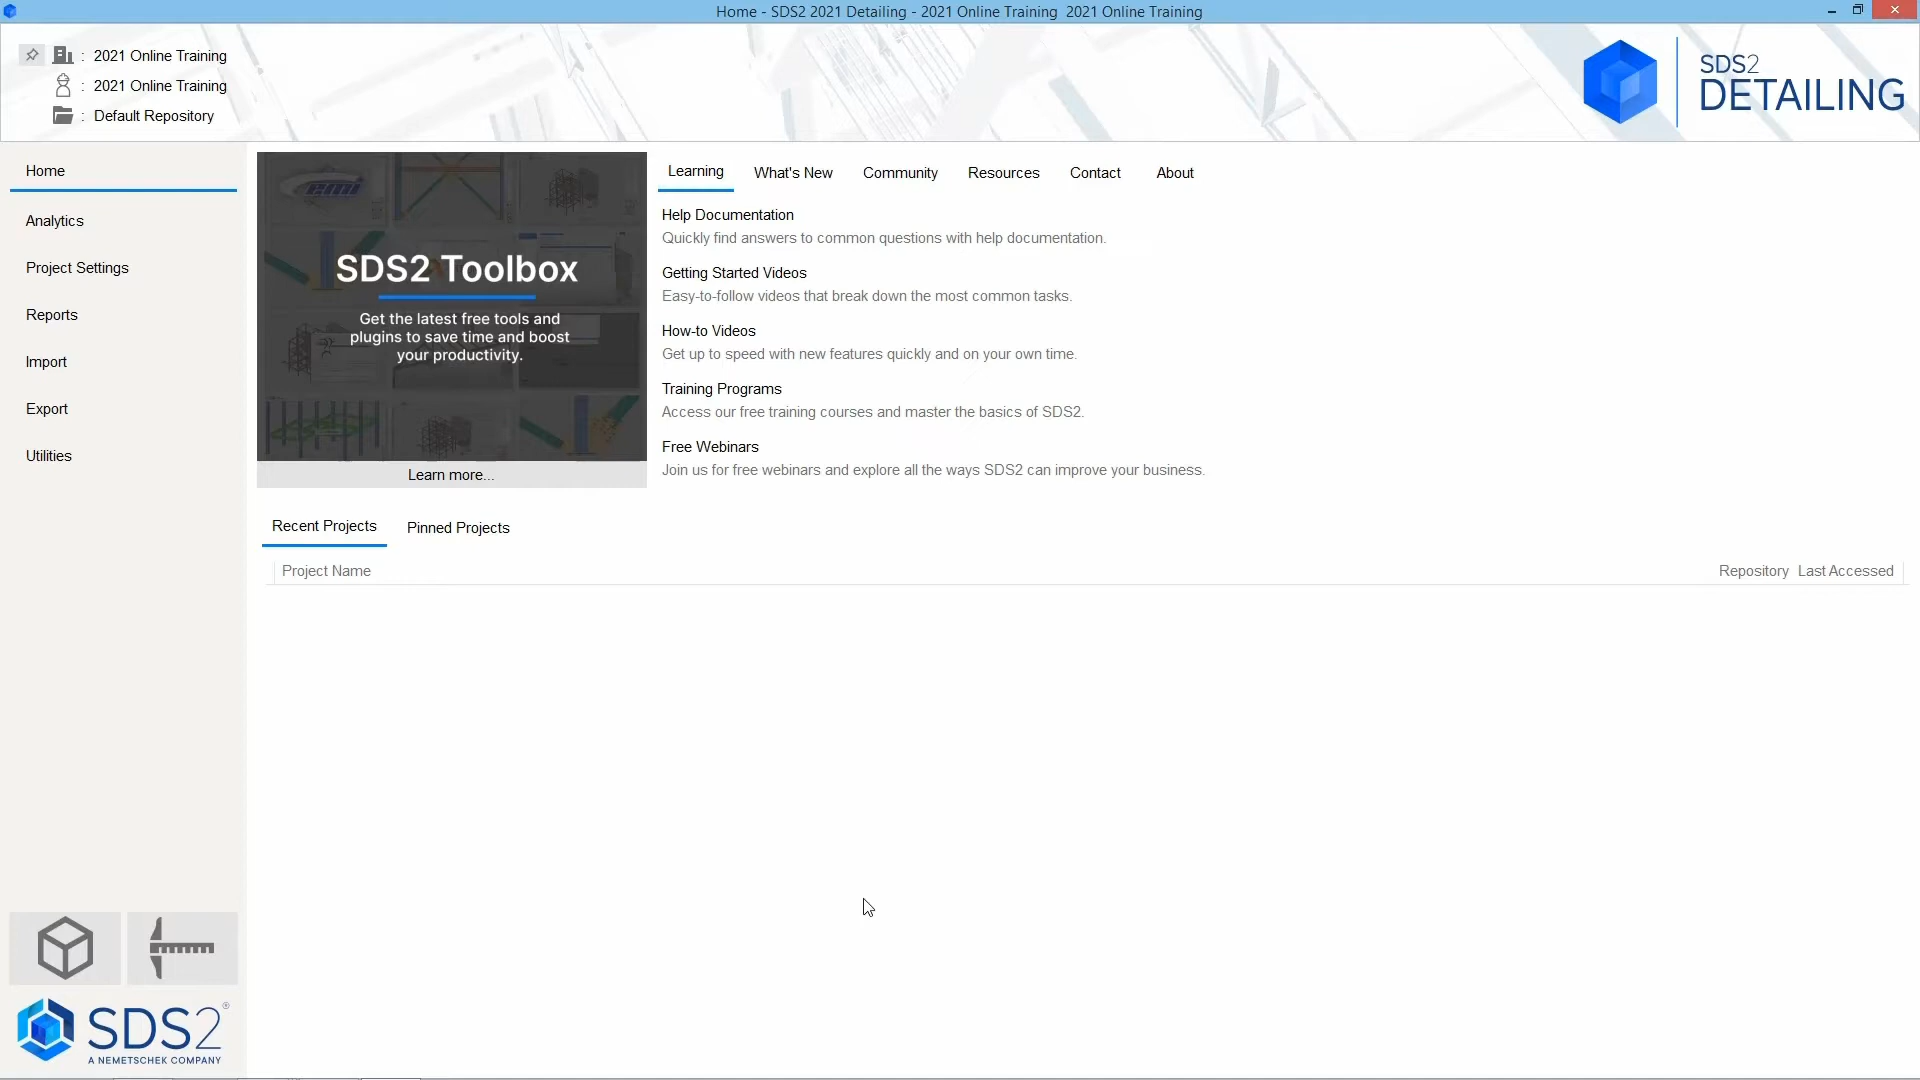 Home - SDS2 2021 Detailing - 2021 Online Training  2021 Online Training
: 2021 Online Training
: 2021 Online Training
: Default Repository
SDS2
DETAILING
Home
Analytics
Project Settings
Reports
Import
Export
Utilities
emi
SDS2 Toolbox
Get the latest free tools and
plugins to save time and boost
your productivity.
Learn more...
Learning What's New Community Resources Contact About
Help Documentation
Quickly find answers to common questions with help documentation.
Getting Started Videos
Easy-to-follow videos that break down the most common tasks.
How-to Videos
Get up to speed with new features quickly and on your own time.
Training Programs
Access our free training courses and master the basics of SDS2.
Free Webinars
Join us for free webinars and explore all the ways SDS2 can improve your business.
Recent Projects Pinned Projects
Project Name Repository Last Accessed
SDS2®
A NEMETSCHEK COMPANY